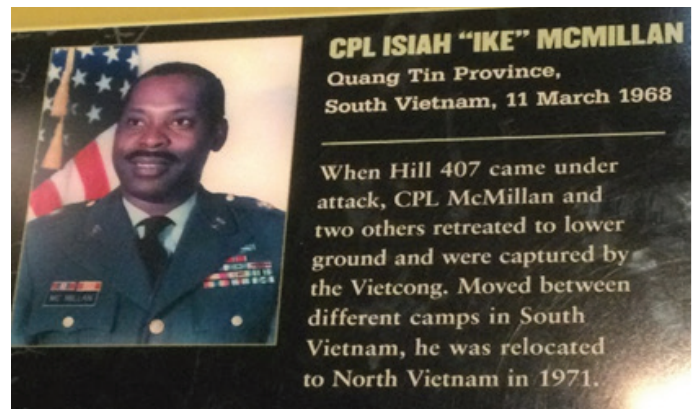 CPL ISIAH "IKE" MCMILLAN
Quang Tin Province,
South Vietnam, 11 March 1968
When Hill 407 came under
attack, CPL McMillan and
two others retreated to lower
ground and were captured by
the Vietcong. Moved between
different camps in South
Vietnam, he was relocated
to North Vietnam in 1971.
MC MILLAN